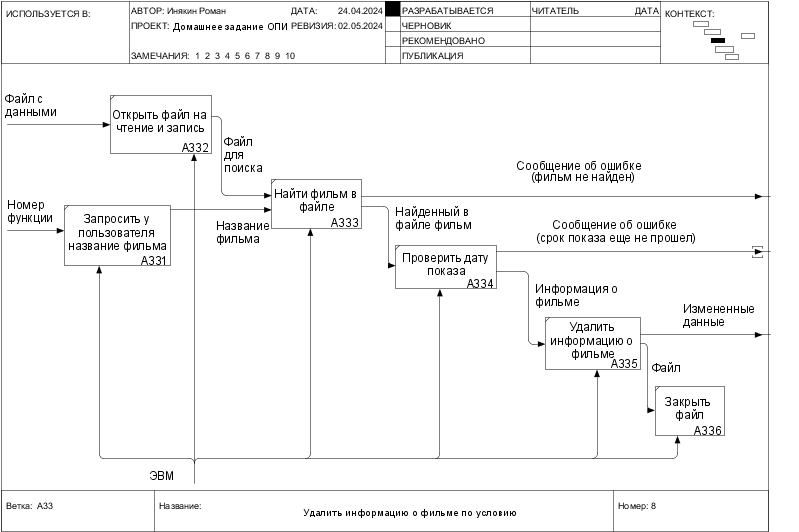 ИСПОЛЬЗУЕТСЯ В:
АВТОР: Инякин Роман
ДАТА: 24.04.2024
ПРОЕКТ: Домашнее задание ОПИ
РЕВИЗИЯ: 02.05.2024
ЗАМЕЧАНИЯ: 1 2 3 4 5 6 7 8 9 10
РАЗРАБАТЫВАЕТСЯ
ЧЕРНОВИК
РЕКОМЕНДОВАНО
ПУБЛИКАЦИЯ
ЧИТАТЕЛЬ
ДАТА
КОНТЕКСТ:
Файл с
данными
Открыть файл на
чтение и запись
A332
Файл
для
поиска
Номер
функции
Запросить у
пользователя
название фильма
A331
Название
фильма
Найти фильм в
файле
A333
Сообщение об ошибке
(фильм не найден)
Найденный в
файле фильм
Сообщение об ошибке
(срок показа еще не прошел)
Проверить дату
показа
A334
Информация о
фильме
Измененные
данные
Удалить
информацию о
фильме
A335
Файл
Закрыть
файл
A336
ЭВМ
Ветка: A33
Название:
Удалить информацию о фильме по условию
Номер: 8